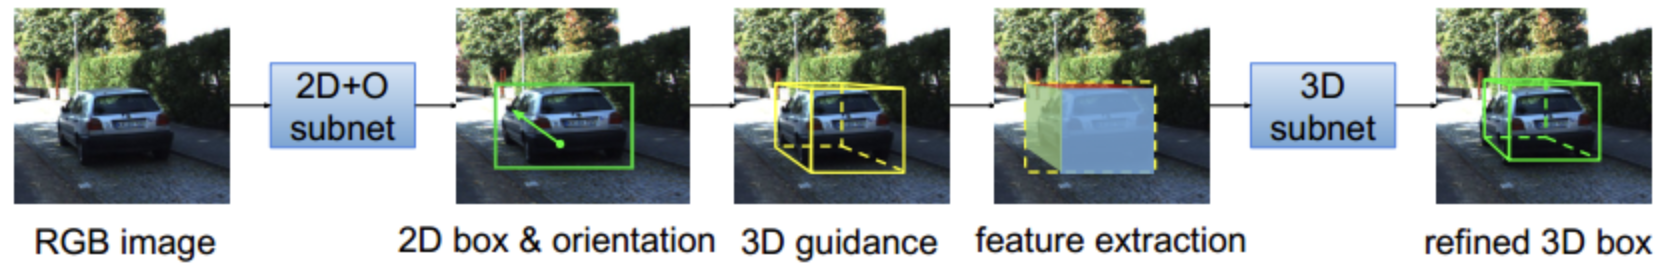 2D+O
subnet
3D
subnet
RGB image
2D box & orientation
3D guidance
feature extraction
refined 3D box